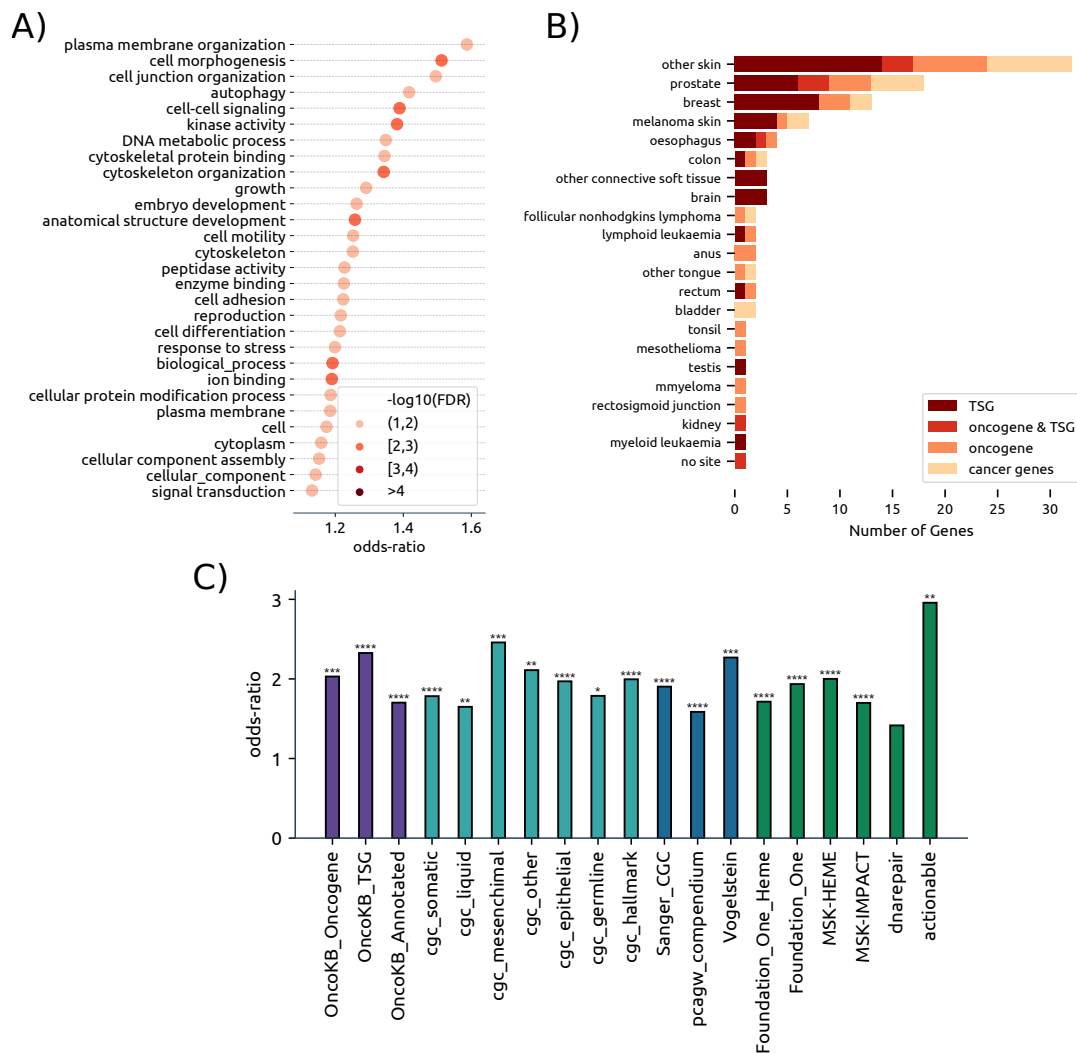 A)
plasma membrane organization
cell morphogenesis
cell junction organization
autophagy
cell-cell signaling
kinase activity
DNA metabolic process
cytoskeletal protein binding
cytoskeleton organization
growth
embryo development
anatomical structure development
cell motility
cytoskeleton
peptidase activity
enzyme binding
cell adhesion
reproduction
cell differentiation
response to stress
biological_process
ion binding
cellular protein modification process
plasma membrane
cell
cytoplasm
cellular component assembly
cellular_component
signal transduction
-log10(FDR)
(1,2)
[2,3)
[3,4)
>4
1.2 1.4 1.6
odds-ratio
B)
other skin
prostate
breast
melanoma skin
oesophagus
colon
other connective soft tissue
brain
follicular nonhodgkins lymphoma
lymphoid leukaemia
anus
other tongue
rectum
bladder
tonsil
mesothelioma
testis
mmyeloma
rectosigmoid junction
kidney
myeloid leukaemia
no site
TSG
oncogene & TSG
oncogene
cancer genes
0 5 10 15 20 25 30
Number of Genes
C)
odds-ratio
3
2
1
0
*** **** **** **** ** *** ** **** * **** **** **** *** **** **** **** **** **
OncoKB_Oncogene
OncoKB_TSG
OncoKB_Annotated
cgc_somatic
cgc_liquid
cgc_mesenchimal
cgc_other
cgc_epithelial
cgc_germline
cgc_hallmark
Sanger_CGC
pcagw_compendium
Vogelstein
Foundation_One_Heme
Foundation_One
MSK-HEME
MSK-IMPACT
dnarepair
actionable